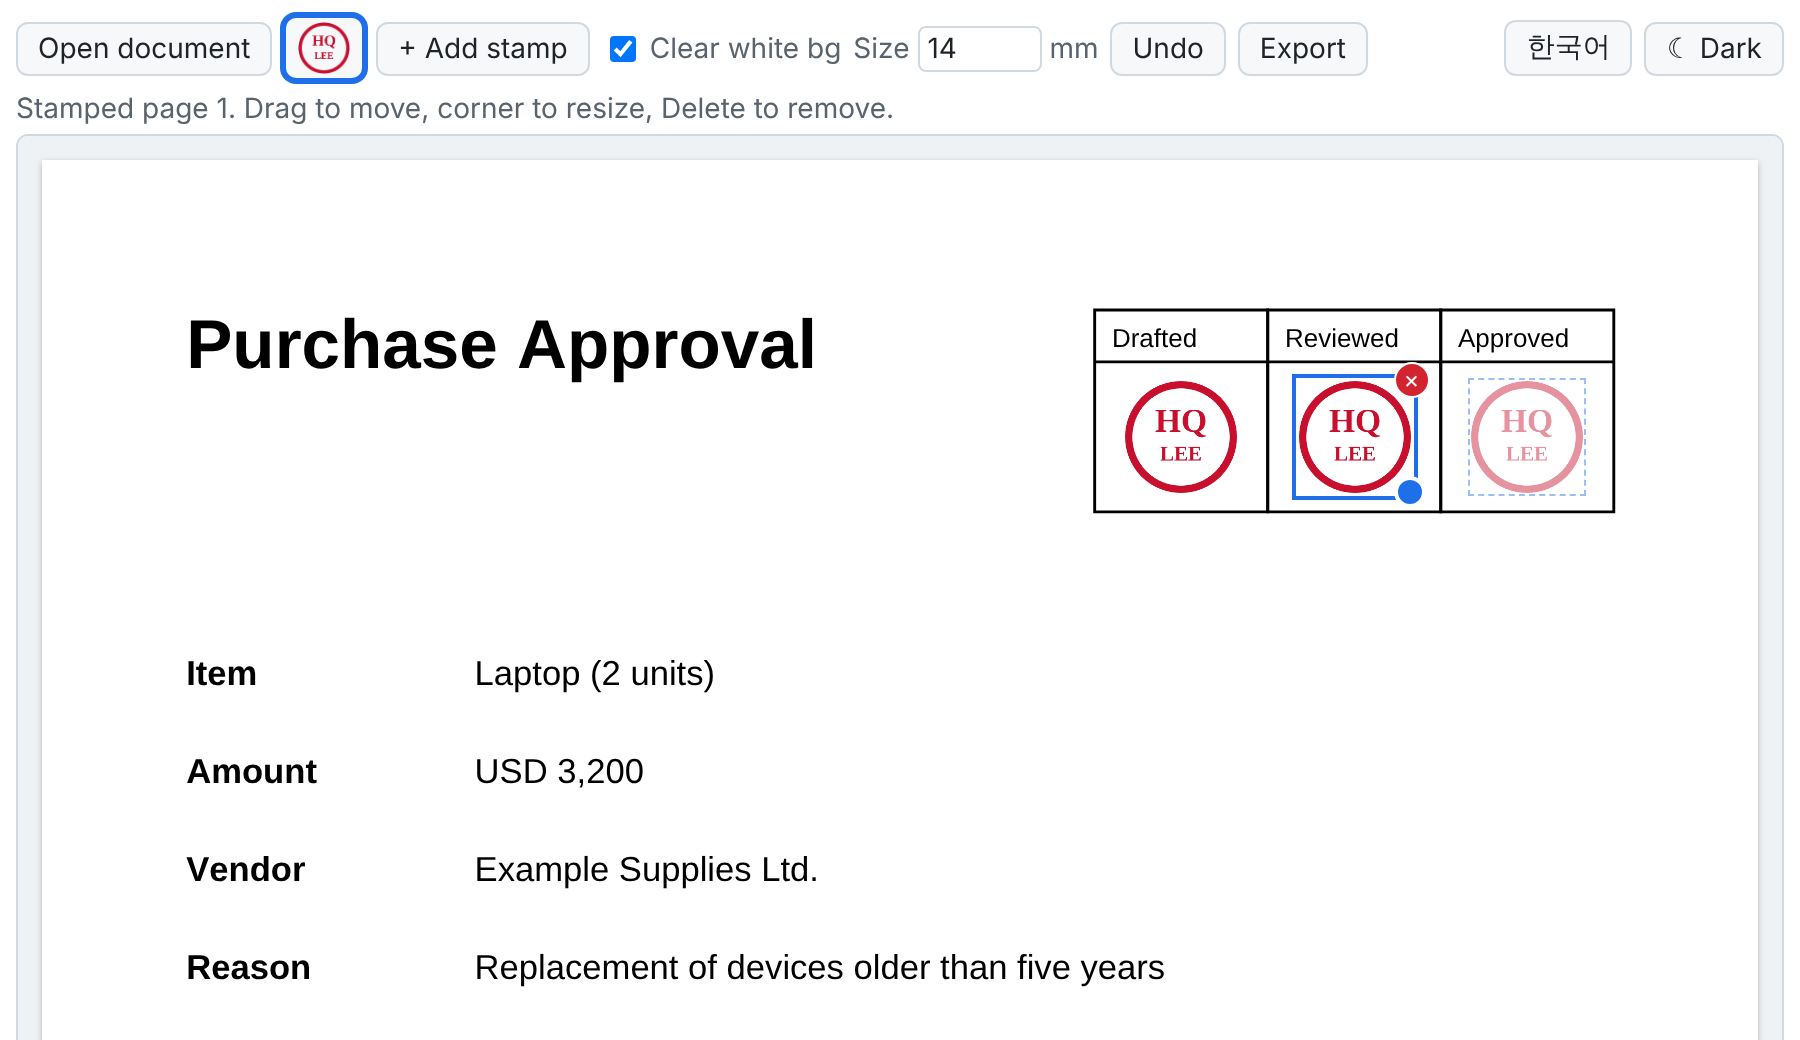 Open document HQ LEE + Add stamp Clear white bg Size 14 mm Undo Export 한국어 ☾ Dark
Stamped page 1. Drag to move, corner to resize, Delete to remove.
Purchase Approval
Drafted Reviewed Approved
HQ HQ HQ
LEE LEE LEE
Item Laptop (2 units)
Amount USD 3,200
Vendor Example Supplies Ltd.
Reason Replacement of devices older than five years